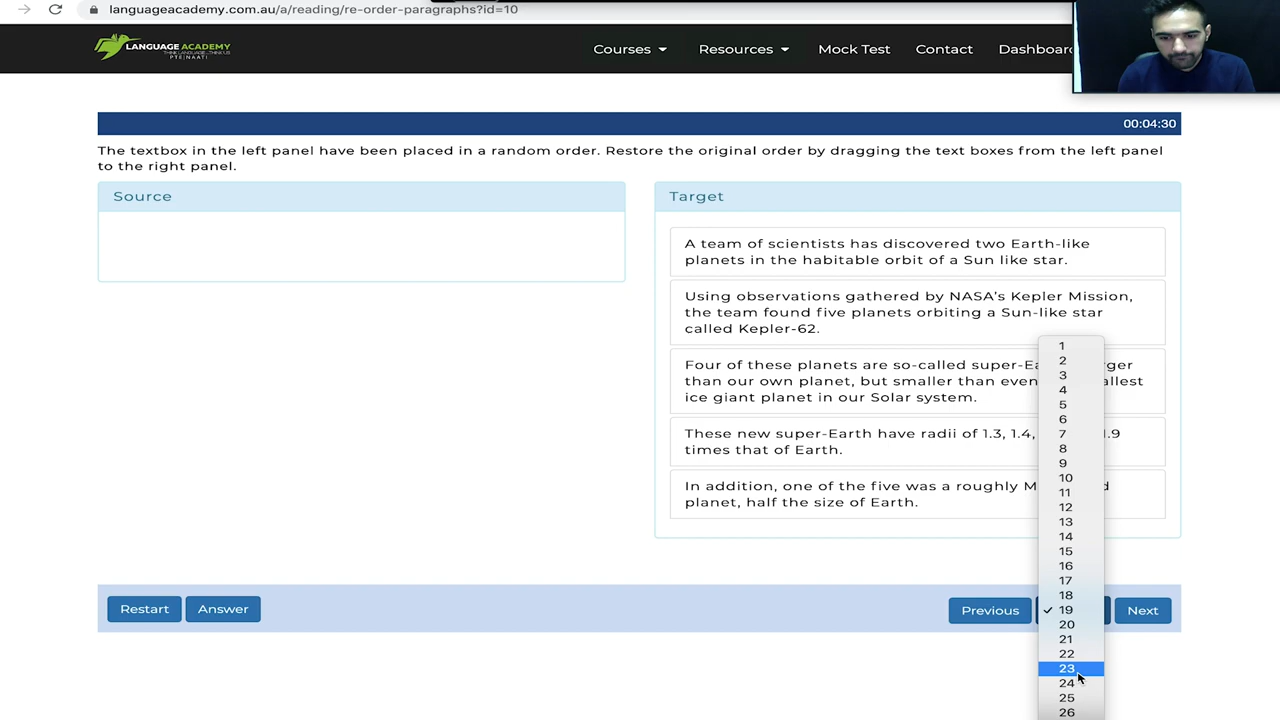 languageacademy.com.au/a/reading/re-order-paragraphs?id=10
LANGUAGE ACADEMY
THINK LANGUAGE - THINK US
PTE|NAATI
Courses Resources Mock Test Contact Dashboard
00:04:30
The textbox in the left panel have been placed in a random order. Restore the original order by dragging the text boxes from the left panel
to the right panel.
Source
Target
A team of scientists has discovered two Earth-like
planets in the habitable orbit of a Sun like star.
Using observations gathered by NASA's Kepler Mission,
the team found five planets orbiting a Sun-like star
called Kepler-62.
Four of these planets are so-called
than our own planet, but smaller than
ice giant planet in our Solar system.
These new super-Earth have radii of 1.3, 1.4, 1.9
times that of Earth.
In addition, one of the five was a roughly
planet, half the size of Earth.
1
2
3
4
5
6
7
8
9
10
11
12
13
14
15
16
17
18
19
20
21
22
23
24
25
26
Restart Answer
Previous Next